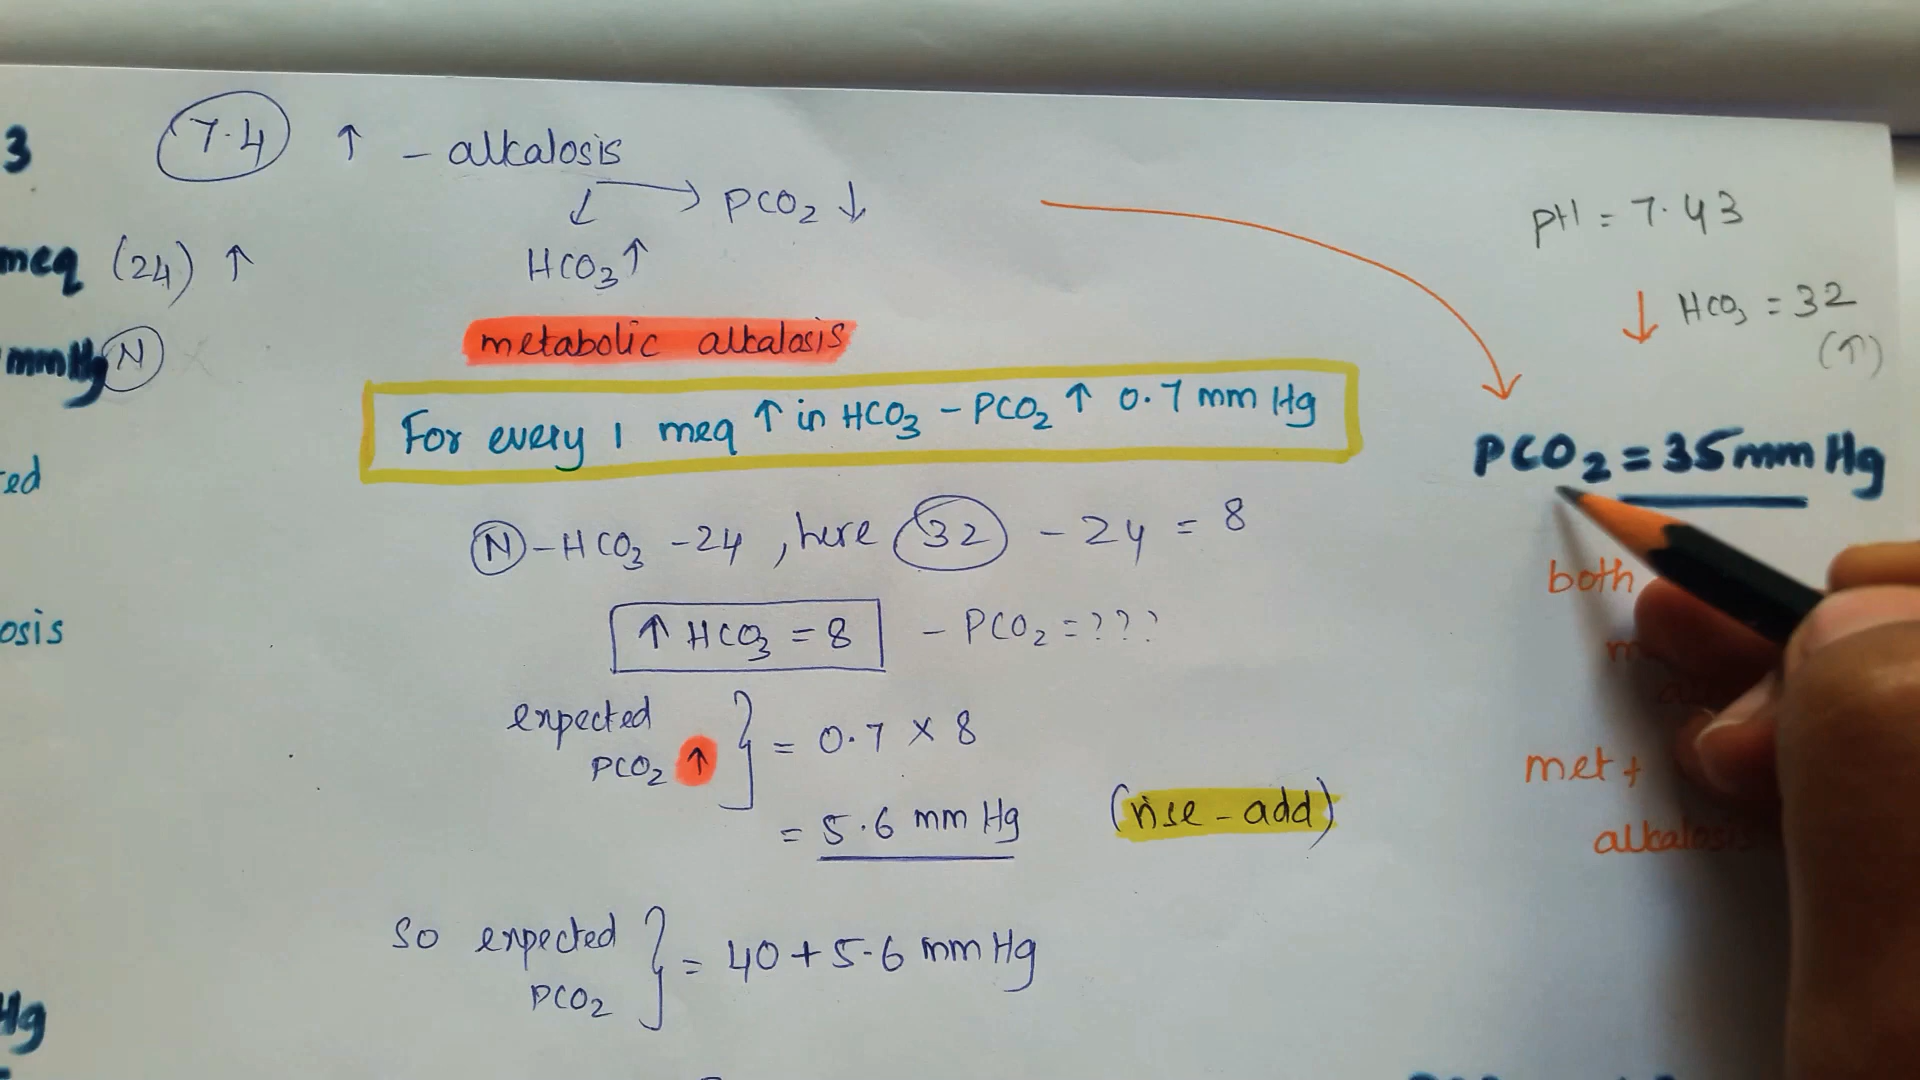 3 7.4 ↑ - alkalosis
→ PCO2 ↓
meq (24) ↑ HCO3 ↑
mmHg N
metabolic alkalosis
For every 1 meq ↑ in HCO3 - PCO2 ↑ 0.7 mm Hg
N - HCO3 - 24 , here 32 - 24 = 8
↑ HCO3 = 8 - PCO2 = ???
expected
PCO2 ↑ } = 0.7 × 8
= 5.6 mm Hg (rise - add)
So expected
PCO2 } = 40 + 5.6 mm Hg
pH = 7.43
↓ HCO3 = 32
(↑)
PCO2 = 35 mm Hg
both
met +
alkalosis
ed
osis
Hg